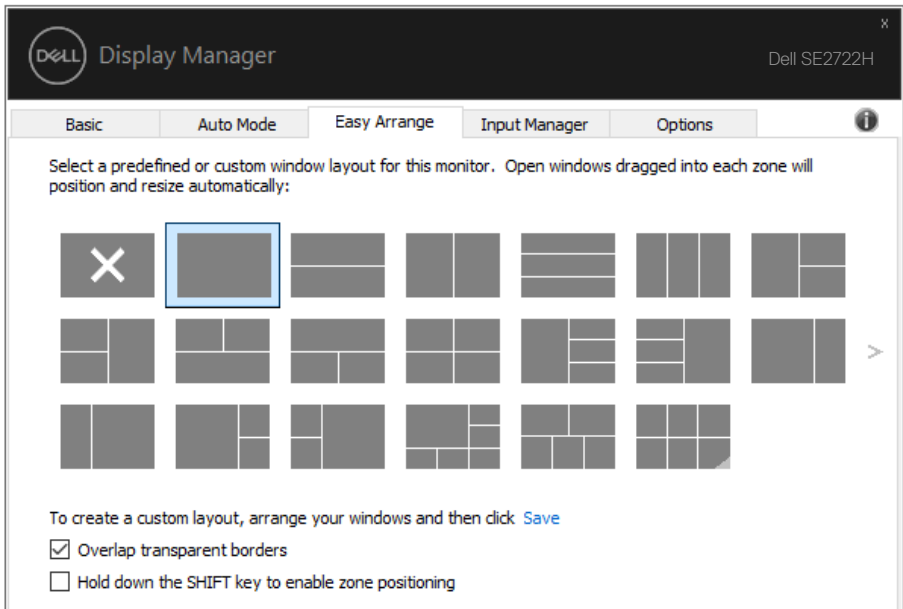 x
DELL Display Manager
Dell SE2722H
Basic Auto Mode Easy Arrange Input Manager Options
Select a predefined or custom window layout for this monitor. Open windows dragged into each zone will
position and resize automatically:
>
To create a custom layout, arrange your windows and then click Save
Overlap transparent borders
Hold down the SHIFT key to enable zone positioning